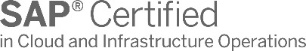 SAP® Certified
in Cloud and Infrastructure Operations